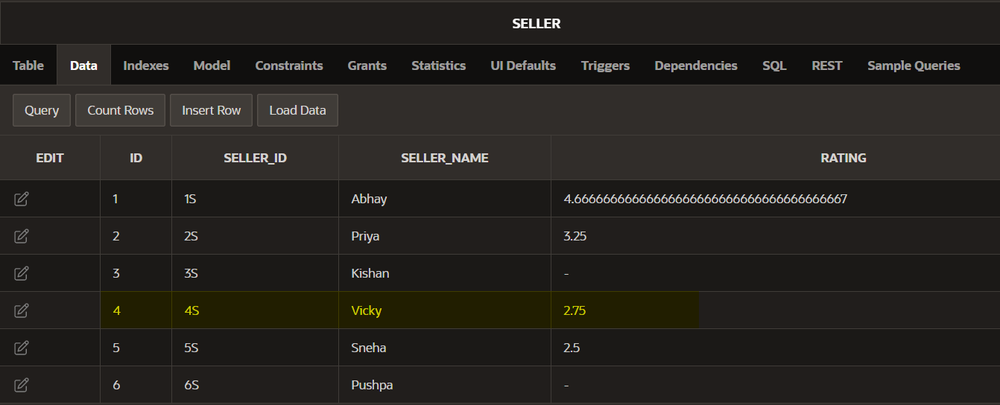 SELLER
Table Data Indexes Model Constraints Grants Statistics UI Defaults Triggers Dependencies SQL REST Sample Queries
Query Count Rows Insert Row Load Data
EDIT ID SELLER_ID SELLER_NAME RATING
1 1S Abhay 4.66666666666666666666666666666666666667
2 2S Priya 3.25
3 3S Kishan -
4 4S Vicky 2.75
5 5S Sneha 2.5
6 6S Pushpa -